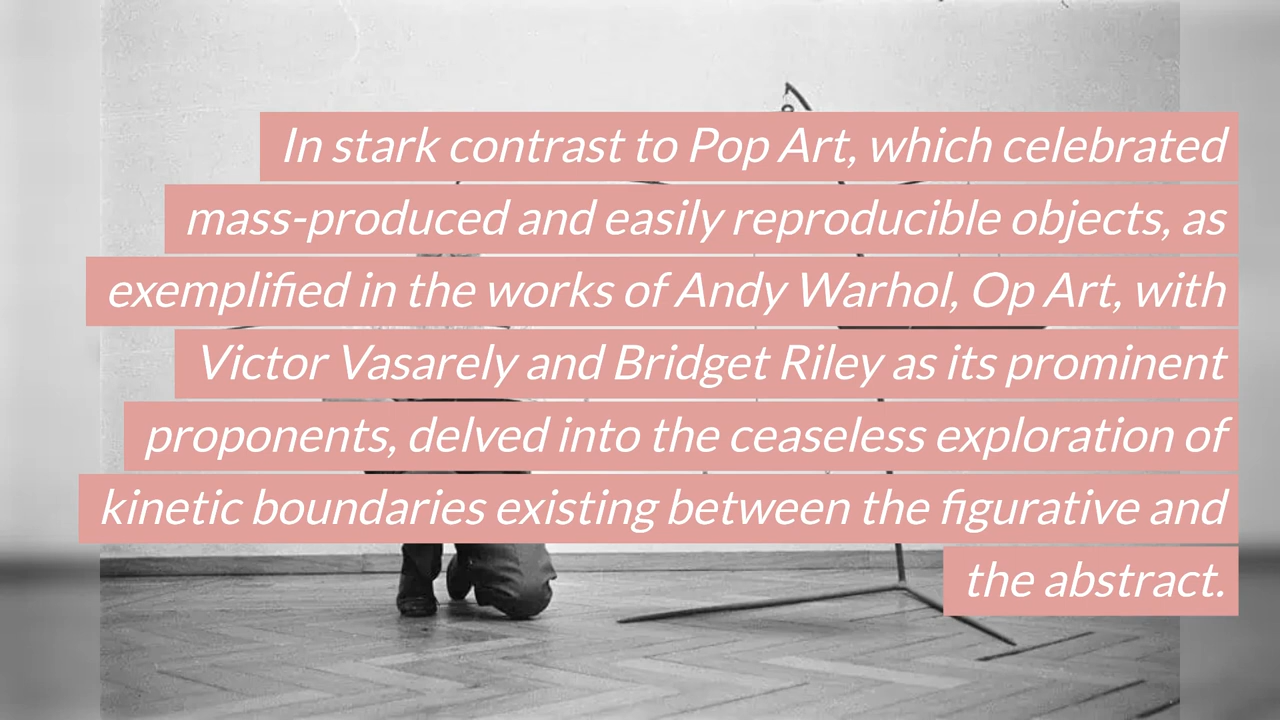 In stark contrast to Pop Art, which celebrated
mass-produced and easily reproducible objects, as
exemplified in the works of Andy Warhol, Op Art, with
Victor Vasarely and Bridget Riley as its prominent
proponents, delved into the ceaseless exploration of
kinetic boundaries existing between the figurative and
the abstract.